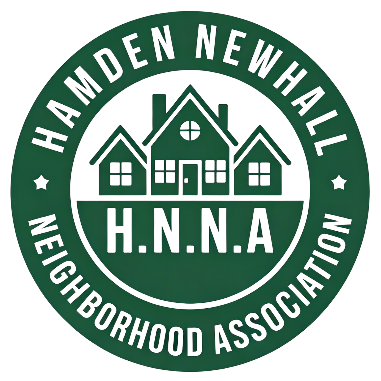 HAMDEN NEWHALL
H.N.N.A
NEIGHBORHOOD ASSOCIATION